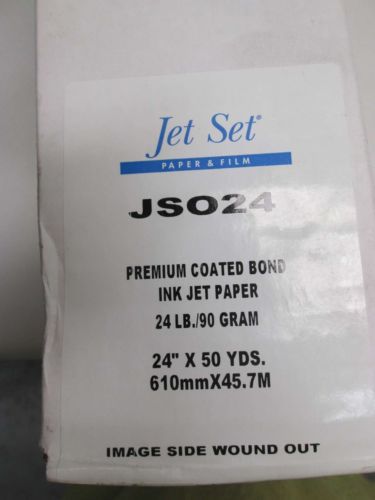 Jet Set®
PAPER & FILM
JSO24
PREMIUM COATED BOND
INK JET PAPER
24 LB./90 GRAM
24" X 50 YDS.
610mmX45.7M
IMAGE SIDE WOUND OUT